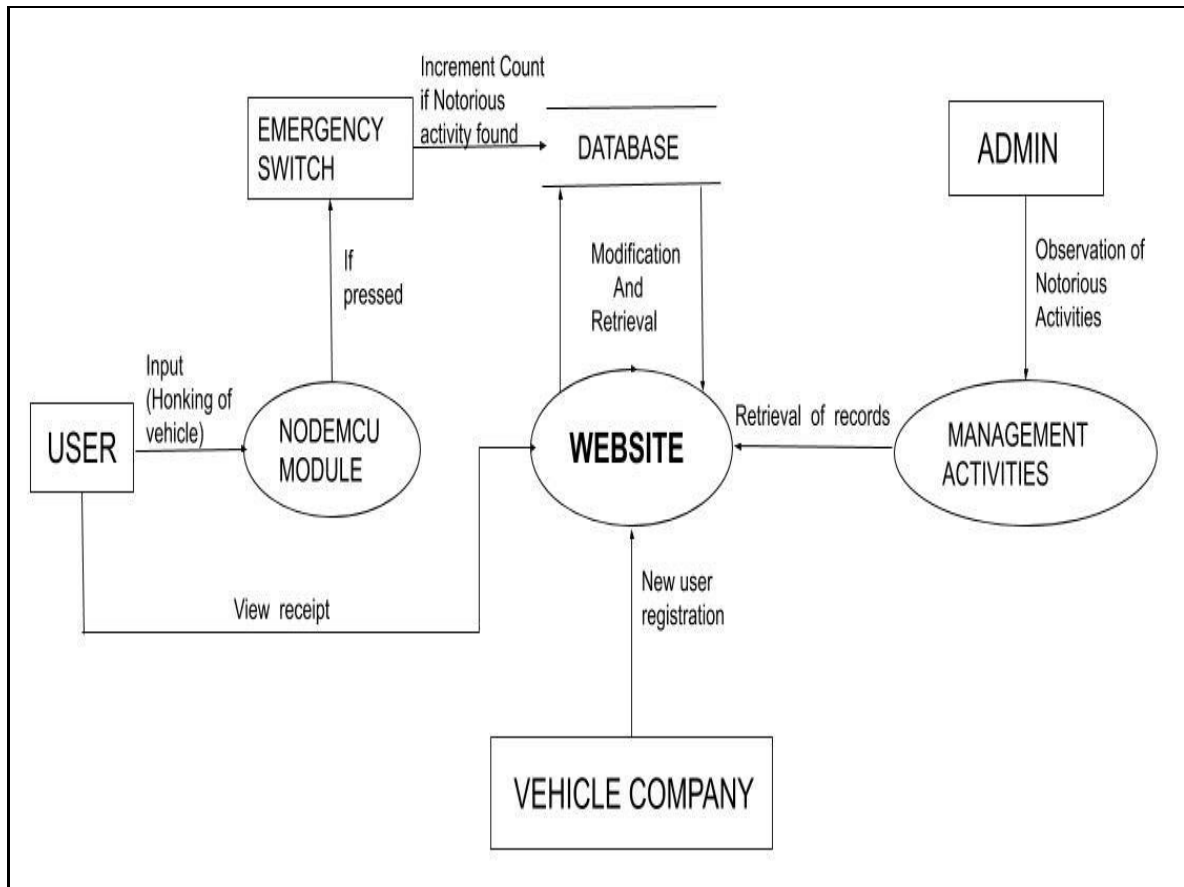 Increment Count
if Notorious
activity found
EMERGENCY
SWITCH
DATABASE
ADMIN
If
pressed
Modification
And
Retrieval
Observation of
Notorious
Activities
Input
(Honking of
vehicle)
USER
NODEMCU
MODULE
WEBSITE
Retrieval of records
MANAGEMENT
ACTIVITIES
View receipt
New user
registration
VEHICLE COMPANY